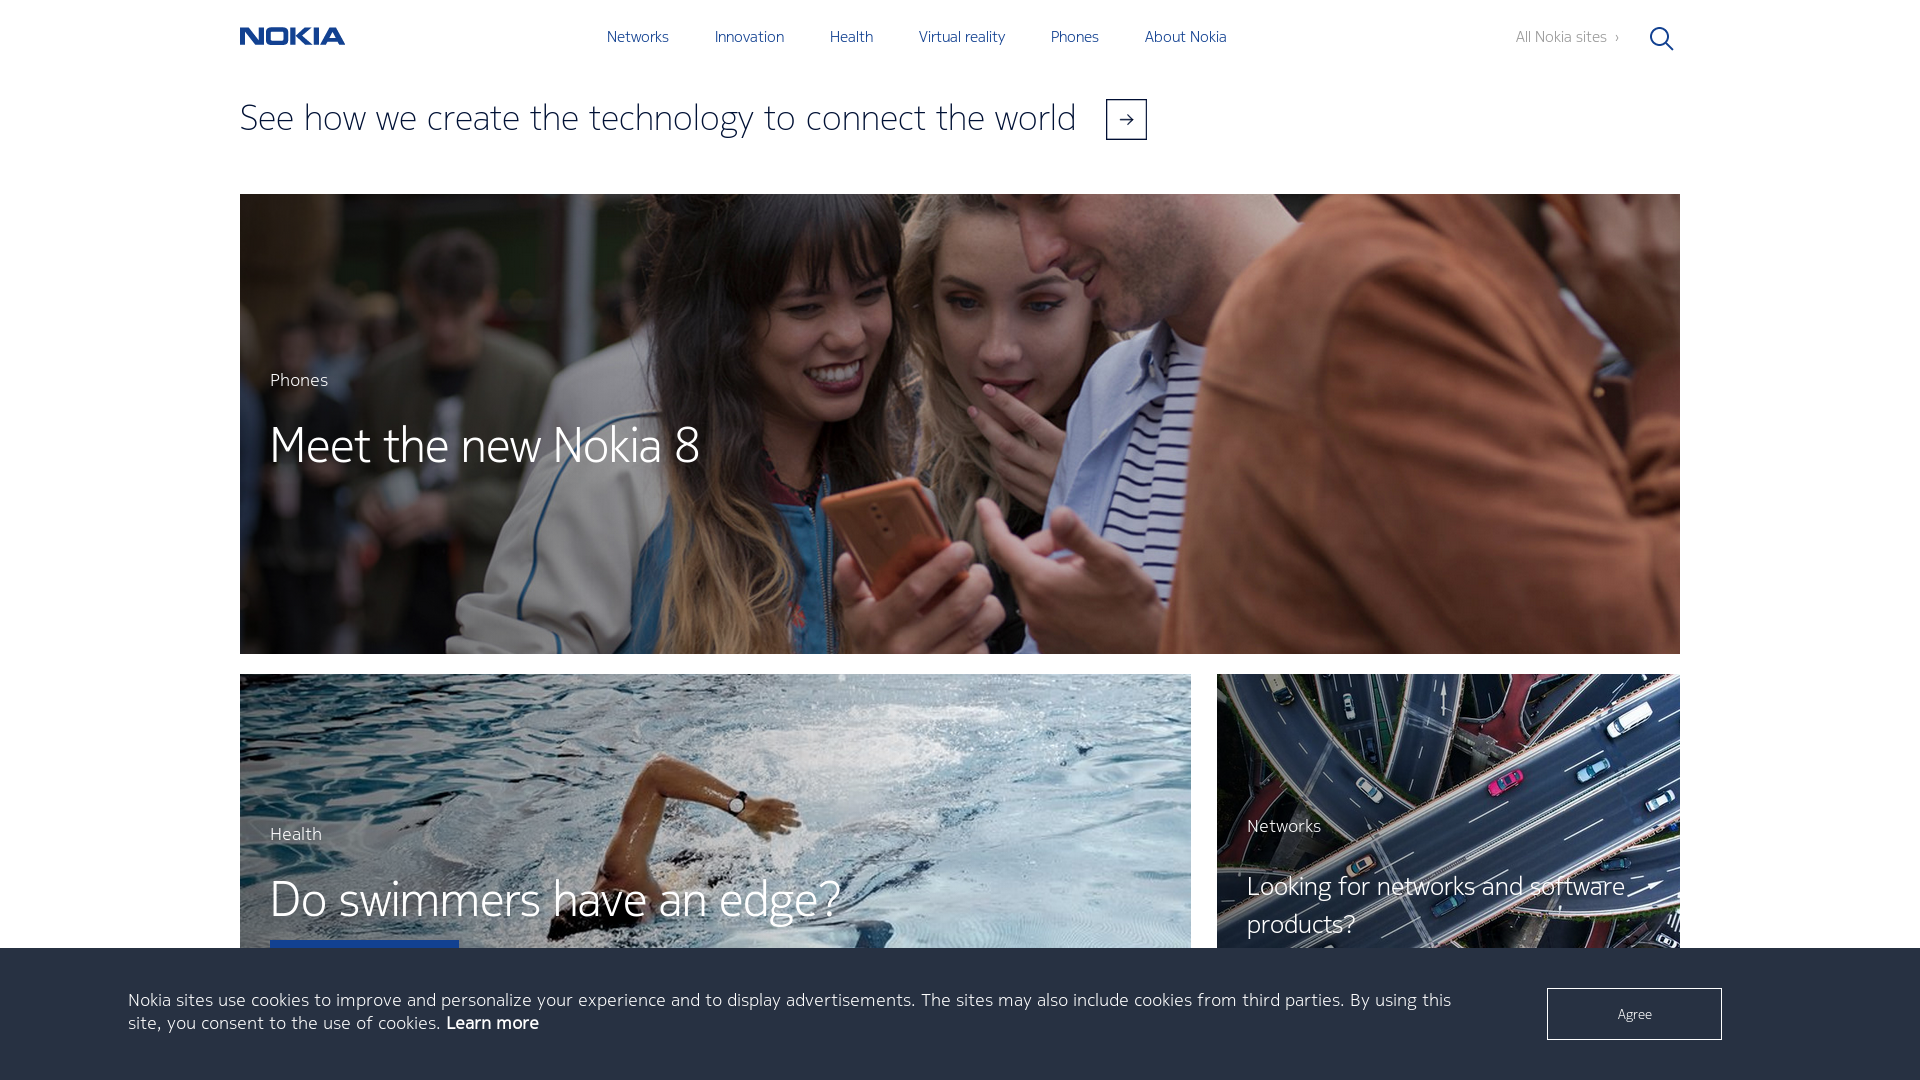 NOKIA
Networks
Innovation
Health
Virtual reality
Phones
About Nokia
All Nokia sites ›
See how we create the technology to connect the world
Phones
Meet the new Nokia 8
Health
Do swimmers have an edge?
Networks
Looking for networks and software
products?
Nokia sites use cookies to improve and personalize your experience and to display advertisements. The sites may also include cookies from third parties. By using this
site, you consent to the use of cookies. Learn more
Agree